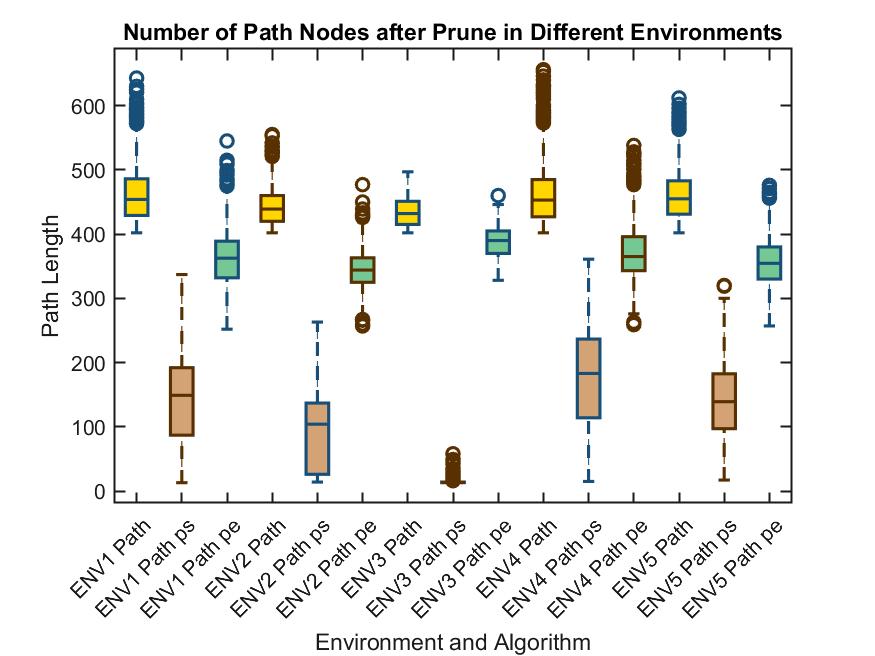 Number of Path Nodes after Prune in Different Environments
Path Length
600
500
400
300
200
100
0
ENV1 Path
ENV1 Path ps
ENV1 Path pe
ENV2 Path
ENV2 Path ps
ENV2 Path pe
ENV3 Path
ENV3 Path ps
ENV3 Path pe
ENV4 Path
ENV4 Path ps
ENV4 Path pe
ENV5 Path
ENV5 Path ps
ENV5 Path pe
Environment and Algorithm